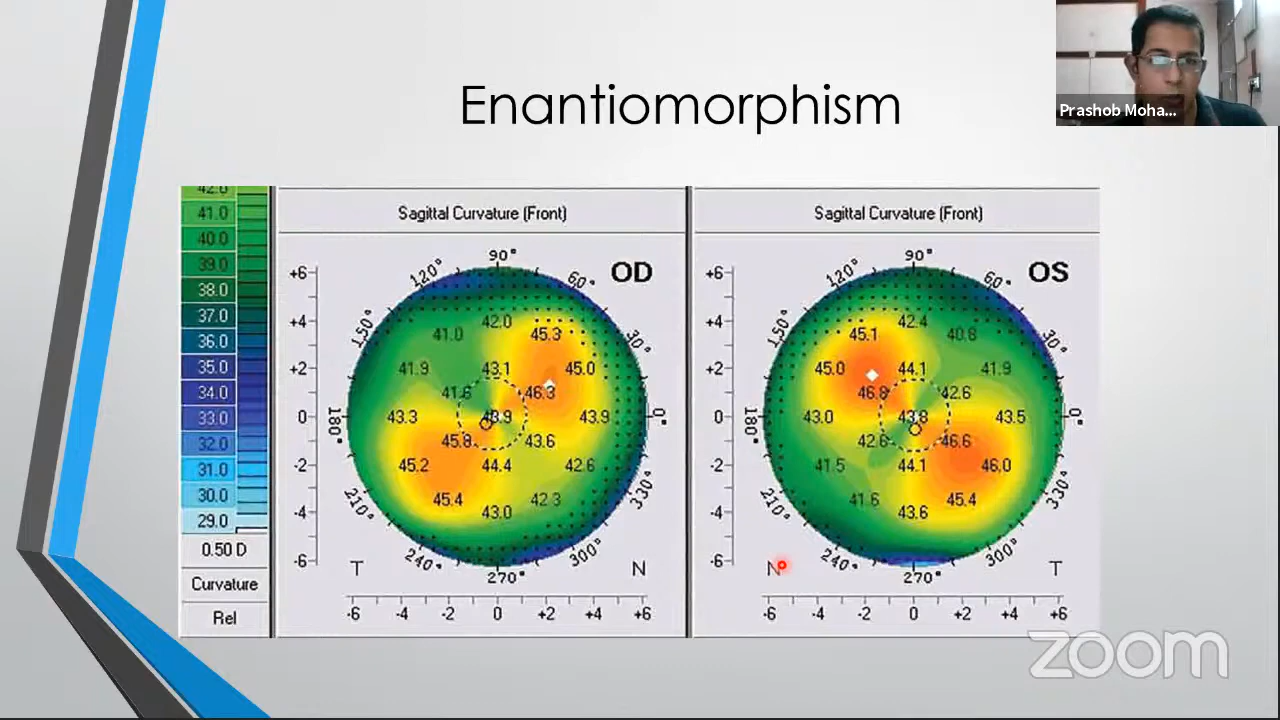 Enantiomorphism
Prashob Moha...
42.0
41.0
40.0
39.0
38.0
37.0
36.0
35.0
34.0
33.0
32.0
31.0
30.0
29.0
0.50 D
Curvature
Rel
Sagittal Curvature (Front)
OD
90°
120° 60°
150° 30°
180° 0°
210° 330°
240° 300°
270°
+6
+4
+2
0
-2
-4
-6
42.0
41.0 45.3
41.9 43.1 45.0
41.6 46.3
43.3 43.9 43.9
45.8 43.6
45.2 44.4 42.6
45.4 42.3
43.0
T N
-6 -4 -2 0 +2 +4 +6
Sagittal Curvature (Front)
OS
90°
120° 60°
150° 30°
180° 0°
210° 330°
240° 300°
270°
+6
+4
+2
0
-2
-4
-6
42.4
45.1 40.8
45.0 44.1 41.9
46.8 42.6
43.0 43.8 43.5
42.6 46.6
41.5 44.1 46.0
41.6 45.4
43.6
N T
-6 -4 -2 0 +2 +4 +6
zoom